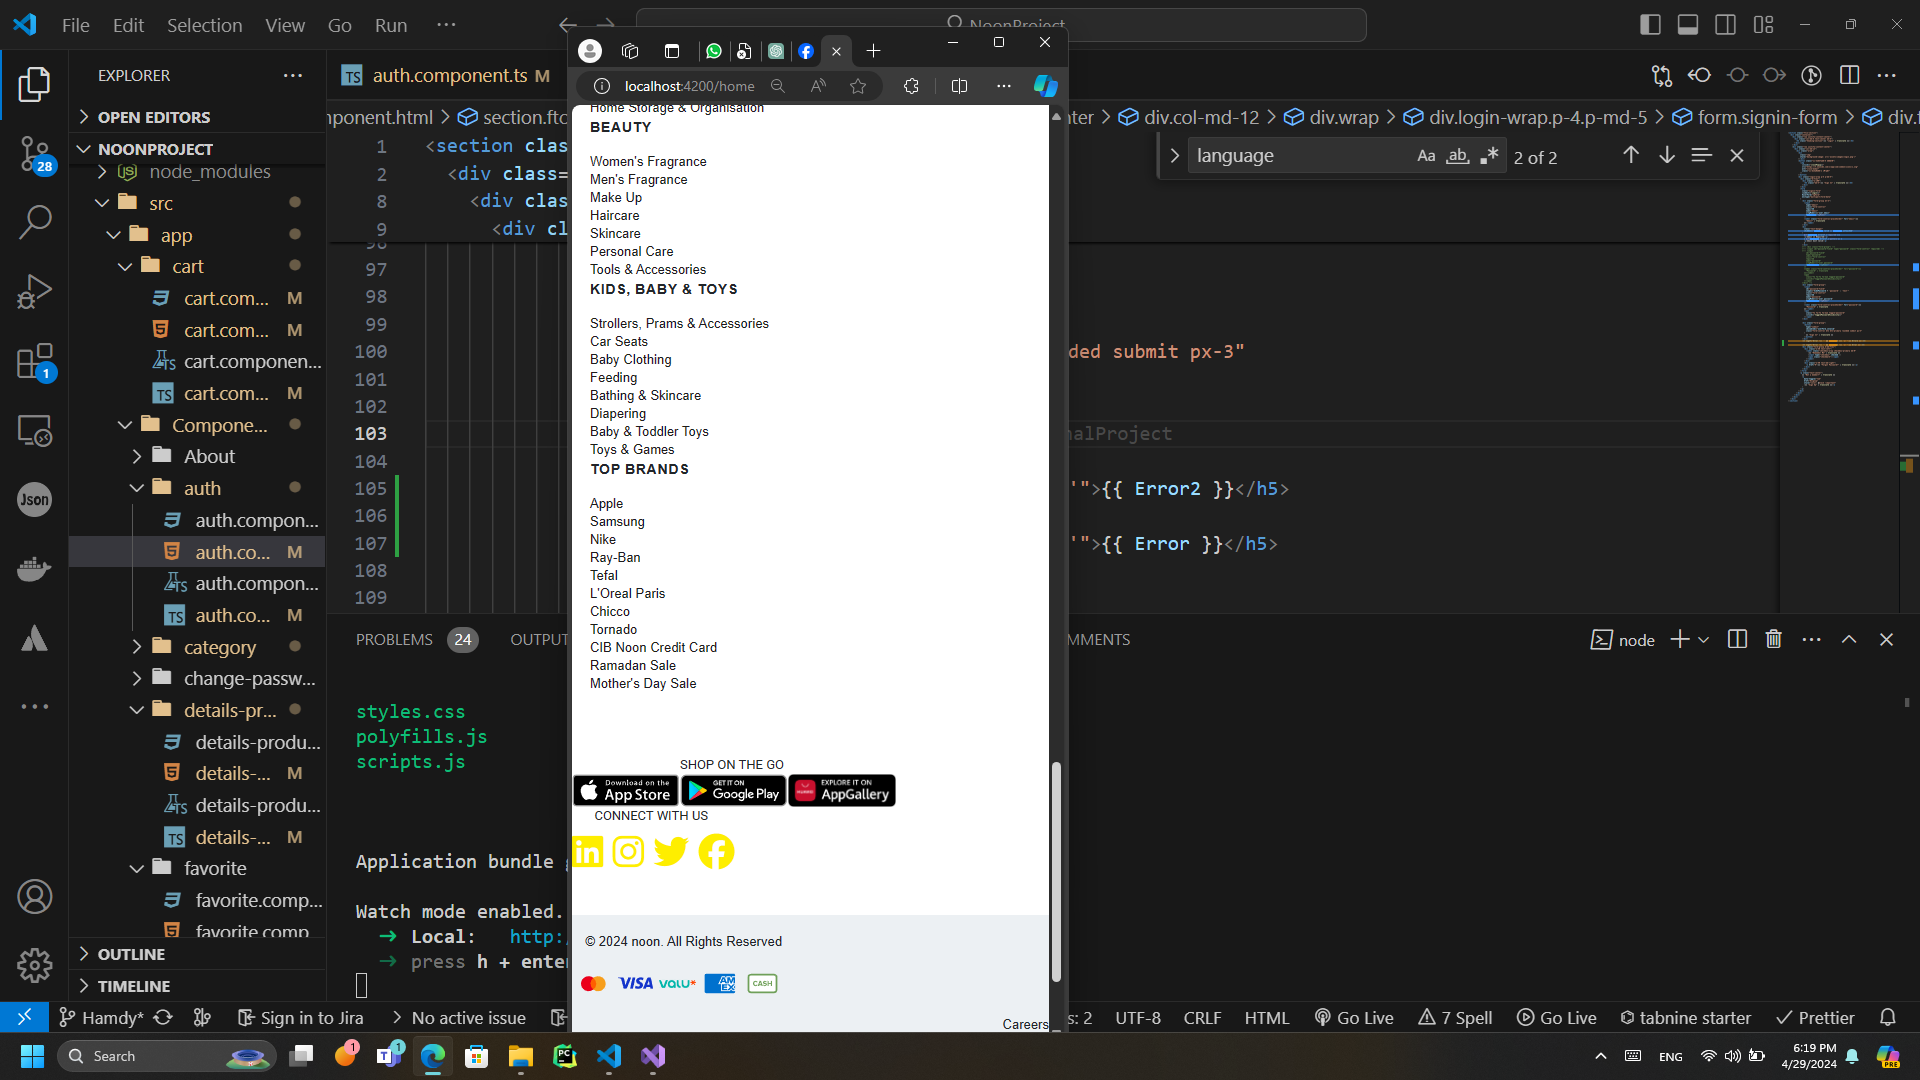 File Edit Selection View Go Run ···
NoonProject
EXPLORER
OPEN EDITORS
NOONPROJECT
node_modules
src
app
cart
cart.com... M
cart.com... M
cart.componen...
cart.com... M
Compone...
About
auth
auth.compon...
auth.co... M
auth.compon...
auth.co... M
category
change-passw...
details-pr...
details-produ...
details-... M
details-produ...
details-... M
favorite
favorite.comp...
favorite.comp
OUTLINE
TIMELINE
28
1
Json
auth.component.ts M
mponent.html > section.fto
nter > div.col-md-12 > div.wrap > div.login-wrap.p-4.p-md-5 > form.signin-form > div.f
language
Aa ab
2 of 2
1 <section clas
2 <div class=
8 <div clas
9 <div cl
96
97
98
99
100 ded submit px-3"
101
102
103 nalProject
104
105 '">{{ Error2 }}</h5>
106
107 '">{{ Error }}</h5>
108
109
PROBLEMS 24 OUTPUT
MMENTS
node
styles.css
polyfills.js
scripts.js
Application bundle g
Watch mode enabled.
➜ Local: http:/
➜ press h + ente
localhost:4200/home
Home Storage & Organisation
BEAUTY
Women's Fragrance
Men's Fragrance
Make Up
Haircare
Skincare
Personal Care
Tools & Accessories
KIDS, BABY & TOYS
Strollers, Prams & Accessories
Car Seats
Baby Clothing
Feeding
Bathing & Skincare
Diapering
Baby & Toddler Toys
Toys & Games
TOP BRANDS
Apple
Samsung
Nike
Ray-Ban
Tefal
L'Oreal Paris
Chicco
Tornado
CIB Noon Credit Card
Ramadan Sale
Mother's Day Sale
SHOP ON THE GO
Download on the App Store
GET IT ON Google Play
EXPLORE IT ON AppGallery
CONNECT WITH US
© 2024 noon. All Rights Reserved
VISA valu* AMEX CASH
Careers
Hamdy* Sign in to Jira No active issue
s: 2 UTF-8 CRLF HTML Go Live 7 Spell Go Live tabnine starter Prettier
Search
1
1
ENG
6:19 PM
4/29/2024
PRE